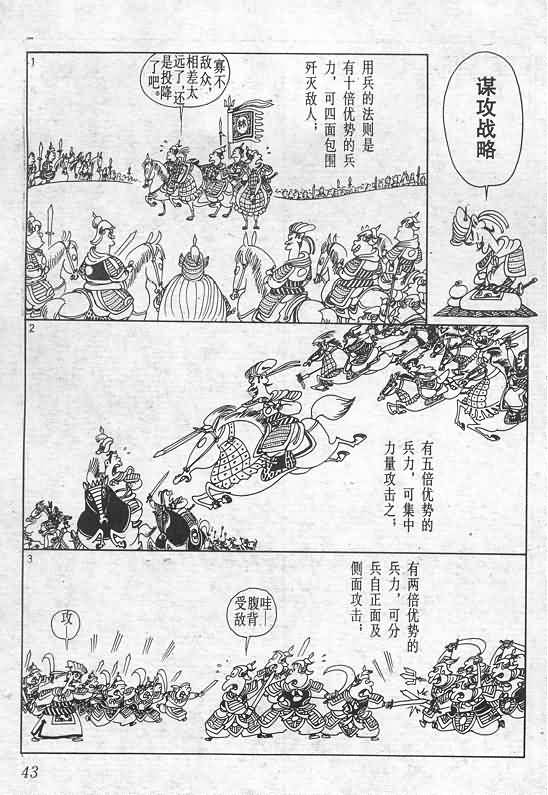 谋攻战略
1
用兵的法则是
有十倍优势的兵
力，可四面包围
歼灭敌人；
寡不
敌众，
相差太
远了，还
是投降
了吧。
2
有五倍优势的
兵力，可集中
力量攻击之；
3
有两倍优势的
兵力，可分
兵自正面及
侧面攻击；
哇—
腹背
受敌
攻
43